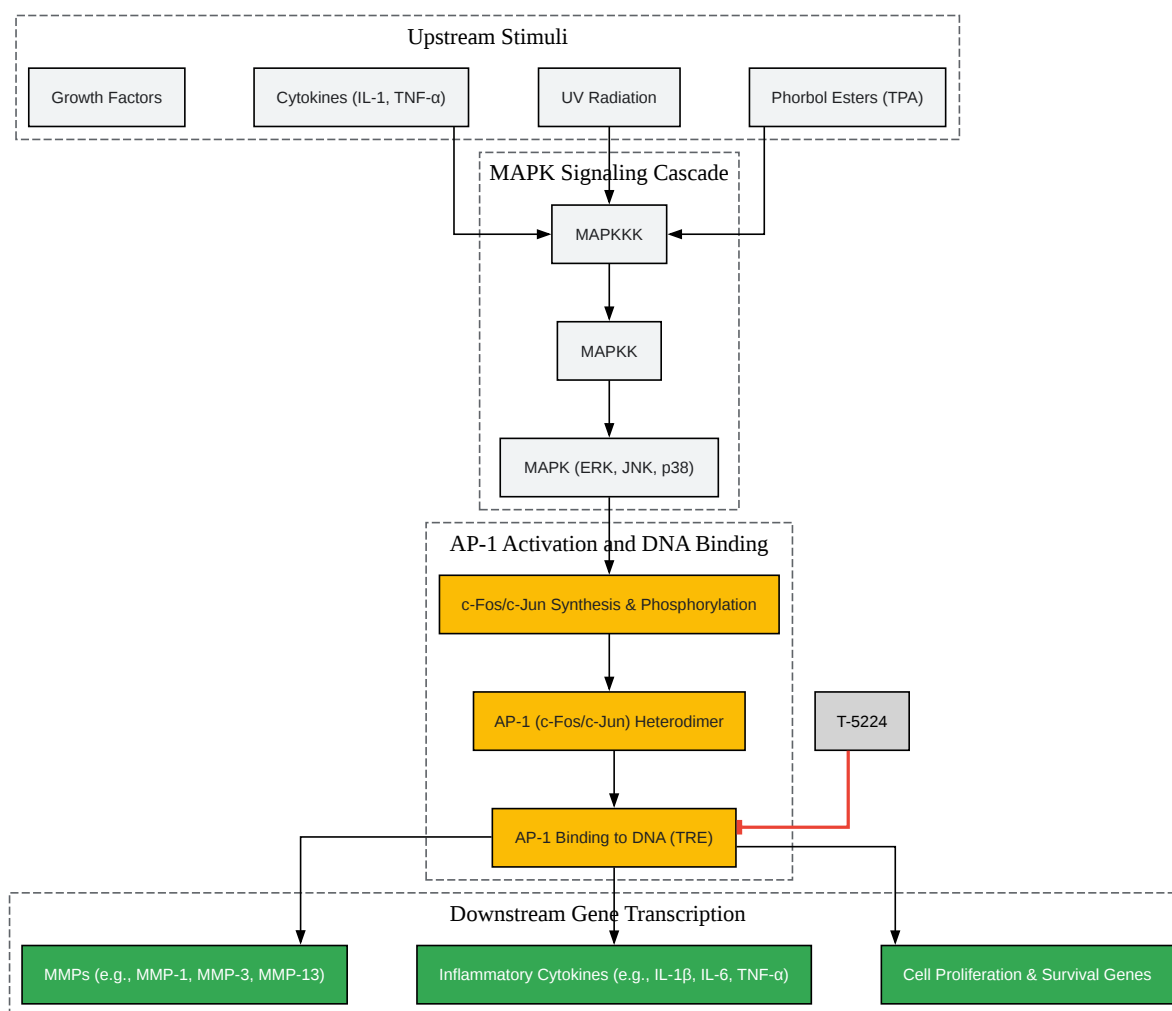 Upstream Stimuli
Growth Factors
Cytokines (IL-1, TNF-α)
UV Radiation
Phorbol Esters (TPA)
MAPK Signaling Cascade
MAPKKK
MAPKK
MAPK (ERK, JNK, p38)
AP-1 Activation and DNA Binding
c-Fos/c-Jun Synthesis & Phosphorylation
AP-1 (c-Fos/c-Jun) Heterodimer
T-5224
AP-1 Binding to DNA (TRE)
Downstream Gene Transcription
MMPs (e.g., MMP-1, MMP-3, MMP-13)
Inflammatory Cytokines (e.g., IL-1β, IL-6, TNF-α)
Cell Proliferation & Survival Genes